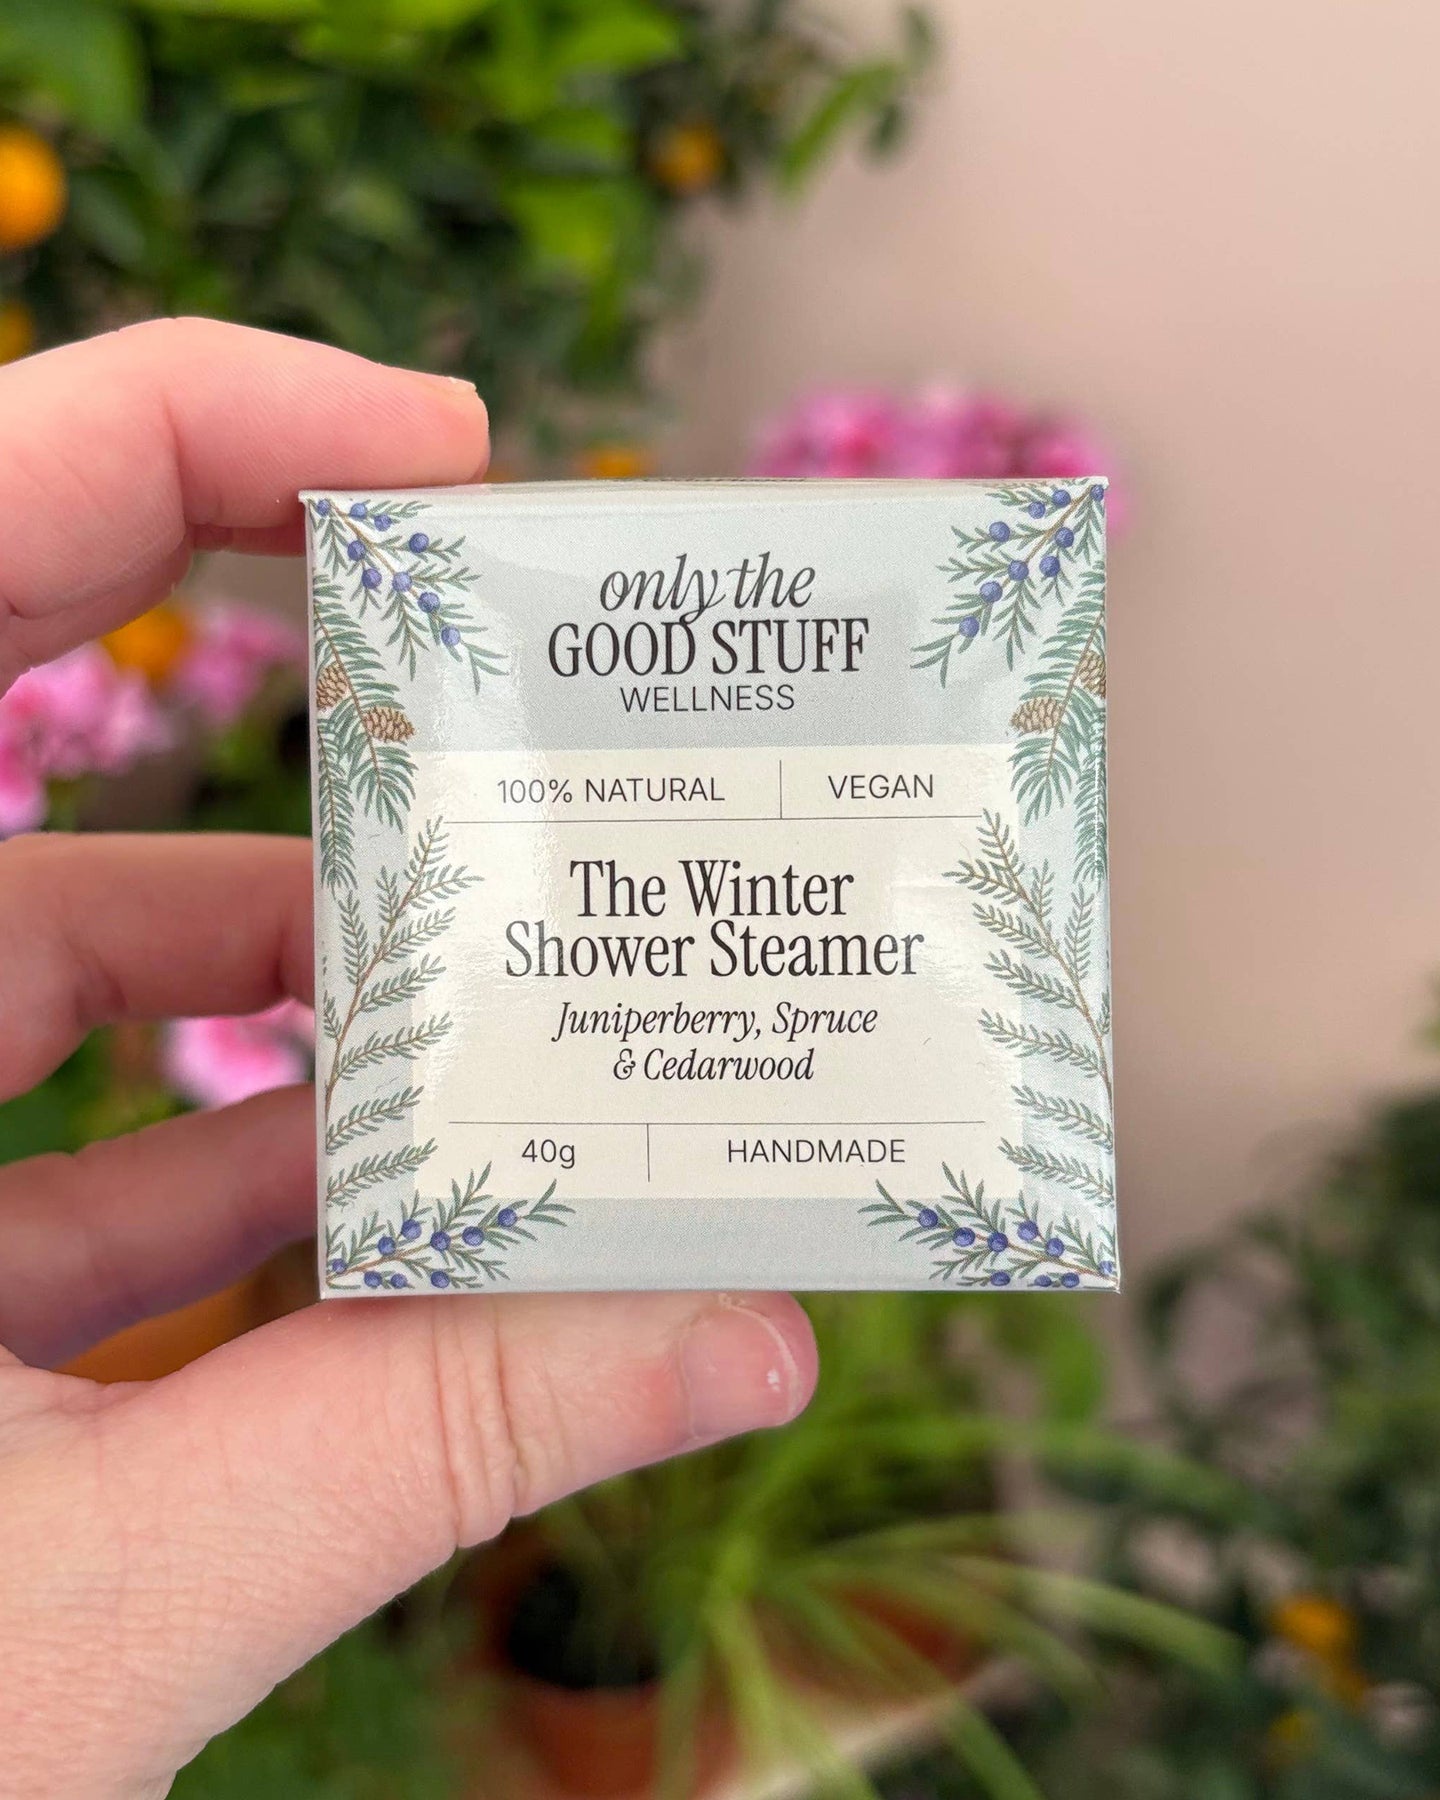 only the
GOOD STUFF
WELLNESS
100% NATURAL VEGAN
The Winter
Shower Steamer
Juniperberry, Spruce
& Cedarwood
40g HANDMADE